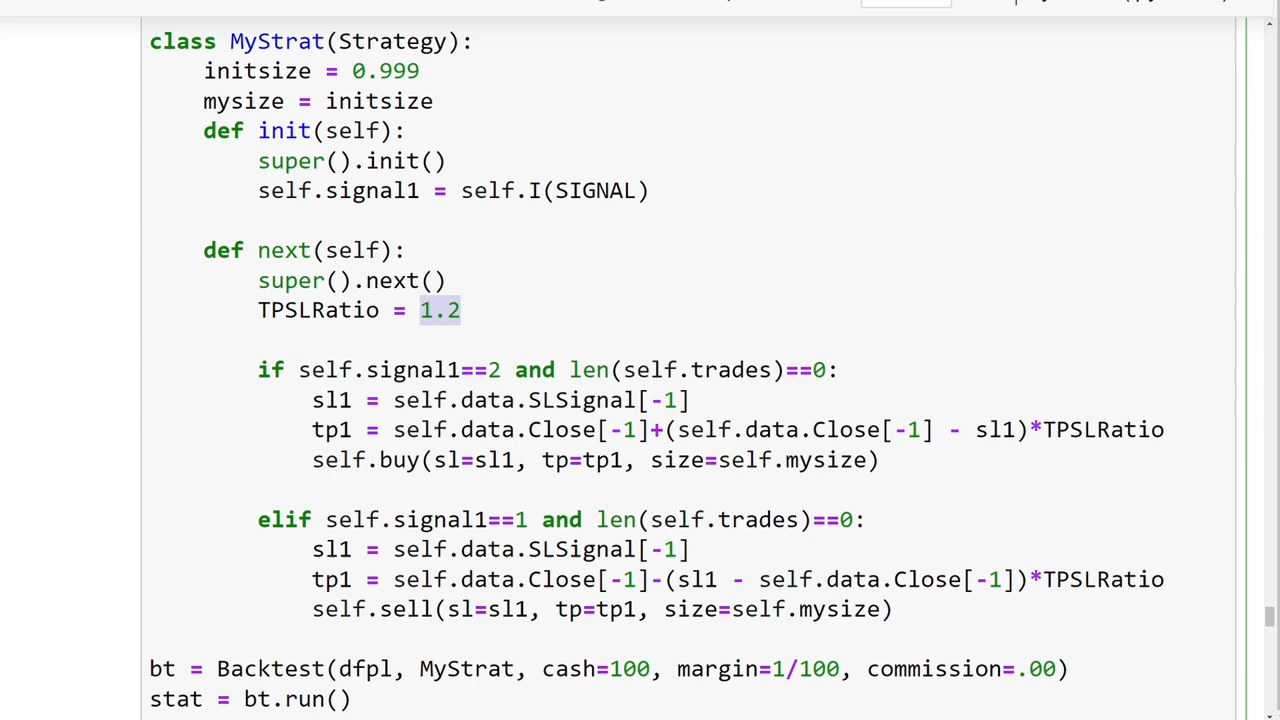 class MyStrat(Strategy):
    initsize = 0.999
    mysize = initsize
    def init(self):
        super().init()
        self.signal1 = self.I(SIGNAL)

    def next(self):
        super().next()
        TPSLRatio = 1.2

        if self.signal1==2 and len(self.trades)==0:
            sl1 = self.data.SLSignal[-1]
            tp1 = self.data.Close[-1]+(self.data.Close[-1] - sl1)*TPSLRatio
            self.buy(sl=sl1, tp=tp1, size=self.mysize)

        elif self.signal1==1 and len(self.trades)==0:
            sl1 = self.data.SLSignal[-1]
            tp1 = self.data.Close[-1]-(sl1 - self.data.Close[-1])*TPSLRatio
            self.sell(sl=sl1, tp=tp1, size=self.mysize)

bt = Backtest(dfpl, MyStrat, cash=100, margin=1/100, commission=.00)
stat = bt.run()